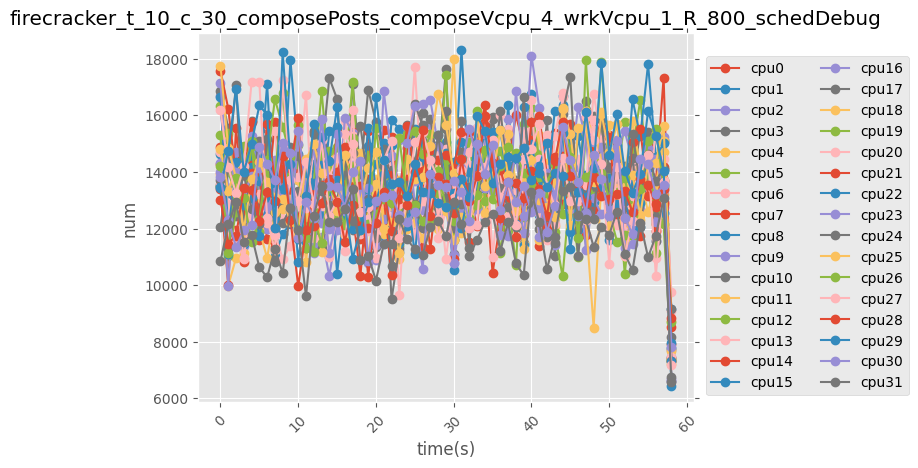 firecracker_t_10_c_30_composePosts_composeVcpu_4_wrkVcpu_1_R_800_schedDebug
18000
16000
14000
12000
10000
8000
6000
num
0
10
20
30
40
50
60
time(s)
cpu0
cpu1
cpu2
cpu3
cpu4
cpu5
cpu6
cpu7
cpu8
cpu9
cpu10
cpu11
cpu12
cpu13
cpu14
cpu15
cpu16
cpu17
cpu18
cpu19
cpu20
cpu21
cpu22
cpu23
cpu24
cpu25
cpu26
cpu27
cpu28
cpu29
cpu30
cpu31